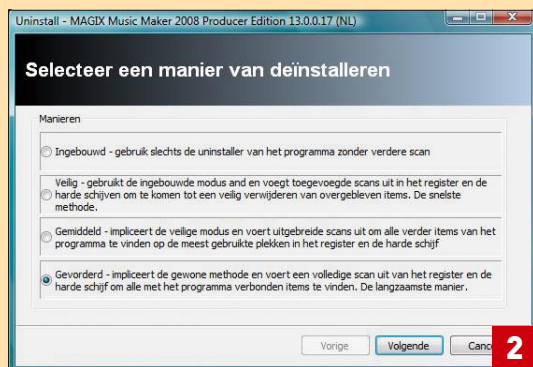 Uninstall - MAGIX Music Maker 2008 Producer Edition 13.0.0.17 (NL)
Selecteer een manier van deïnstalleren
Manieren
Ingebouwd - gebruik slechts de uninstaller van het programma zonder verdere scan
Veilig - gebruikt de ingebouwde modus and en voegt toegevoegde scans uit in het register en de
harde schijven om te komen tot een veilig verwijderen van overgebleven items. De snelste
methode.
Gemiddeld - impliceert de veilige modus en voert uitgebreide scans uit om alle verder items van het
programma te vinden op de meest gebruikte plekken in het register en de harde schijf
Gevorderd - impliceert de gewone methode en voert een volledige scan uit van het register en de
harde schijf om alle met het programma verbonden items te vinden. De langzaamste manier.
Vorige
Volgende
Canc
2